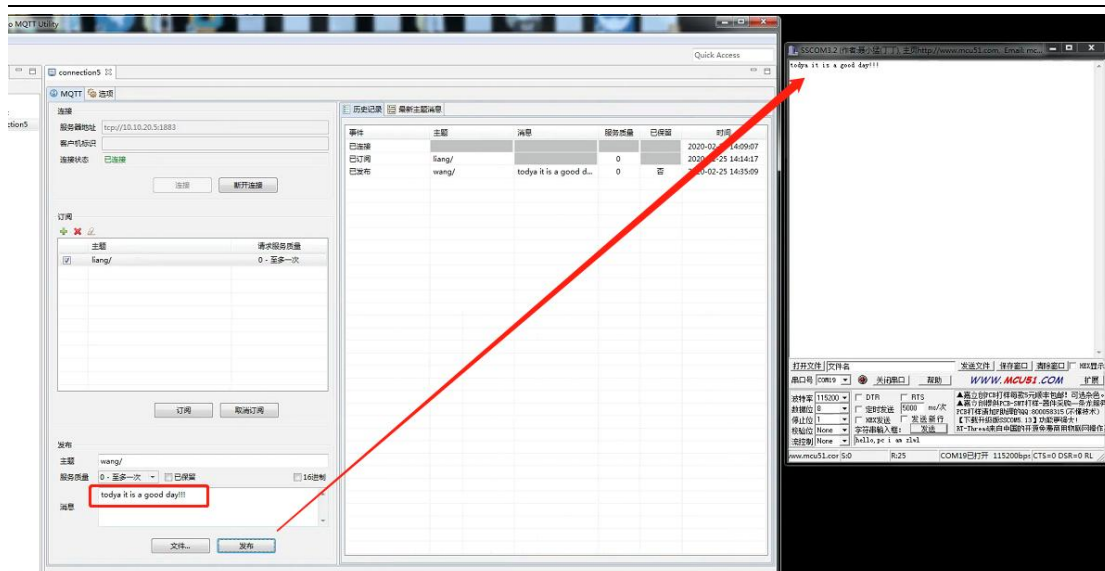 o MQTT Utility
Quick Access
connection5
ction5
MQTT 选项
连接
服务器地址 tcp://10.10.20.5:1883
客户机标识
连接状态 已连接
连接 断开连接
订阅
主题 请求服务质量
liang/ 0 - 至多一次
订阅 取消订阅
发布
主题 wang/
服务质量 0 - 至多一次 已保留 16进制
消息 todya it is a good day!!!
文件... 发布
历史记录 最新主题消息
事件 主题 消息 服务质量 已保留 时间
已连接 14:09:07
已订阅 liang/ 0 14:14:17
已发布 wang/ todya it is a good d... 0 否 2020-02-25 14:35:09
todya it is a good day!!!
打开文件 文件名 发送文件 保存窗口 清除窗口 HEX显示
串口号 COM19 关闭串口 帮助 WWW.MCU51.COM 扩展
波特率 115200 DTR RTS
数据位 8 定时发送 5000 ms/次
停止位 1 HEX发送 发送新行
校验位 None 字符串输入框: 发送
流控制 None hello,pc i am zlwl
ww.mcu51.cor S:0 R:25 COM19已打开 115200bps CTS=0 DSR=0 RL